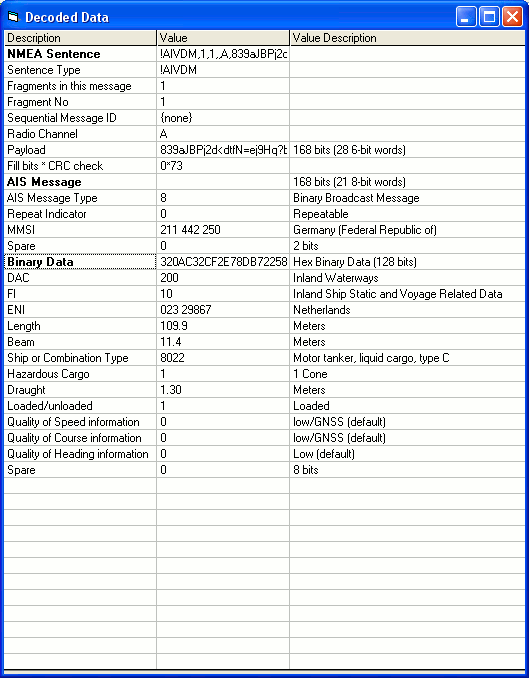 Decoded Data
Description Value Value Description
NMEA Sentence !AIVDM,1,1,,A,839aJBPj2d
Sentence Type !AIVDM
Fragments in this message 1
Fragment No 1
Sequential Message ID {none}
Radio Channel A
Payload 839aJBPj2d<dtfN=ej9Hq?b 168 bits (28 6-bit words)
Fill bits * CRC check 0*73
AIS Message 168 bits (21 8-bit words)
AIS Message Type 8 Binary Broadcast Message
Repeat Indicator 0 Repeatable
MMSI 211 442 250 Germany (Federal Republic of)
Spare 0 2 bits
Binary Data 320AC32CF2E78DB72258 Hex Binary Data (128 bits)
DAC 200 Inland Waterways
FI 10 Inland Ship Static and Voyage Related Data
ENI 023 29867 Netherlands
Length 109.9 Meters
Beam 11.4 Meters
Ship or Combination Type 8022 Motor tanker, liquid cargo, type C
Hazardous Cargo 1 1 Cone
Draught 1.30 Meters
Loaded/unloaded 1 Loaded
Quality of Speed information 0 low/GNSS (default)
Quality of Course information 0 low/GNSS (default)
Quality of Heading information 0 Low (default)
Spare 0 8 bits